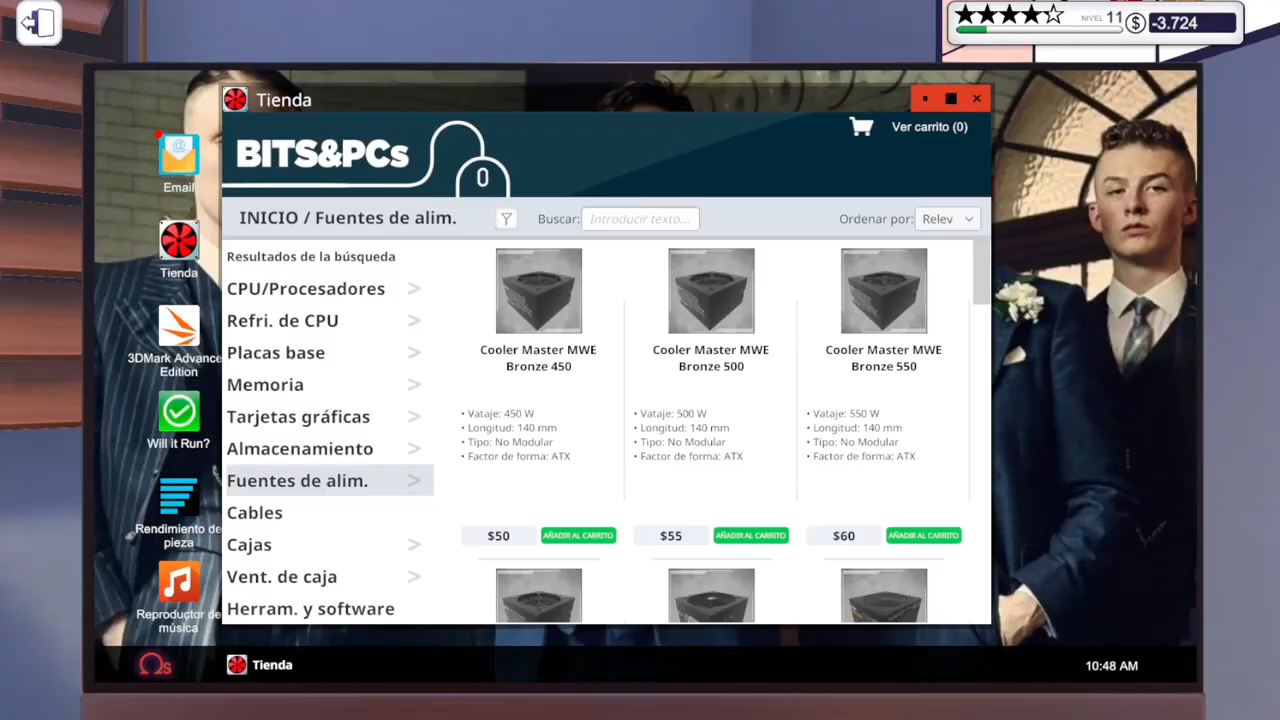 NIVEL 11
$ -3.724
Tienda
BITS&PCs
Ver carrito (0)
INICIO / Fuentes de alim.
Buscar: Introducir texto...
Ordenar por: Relev
Email
Tienda
3DMark Advance
Edition
Will it Run?
Rendimiento de
pieza
Reproductor de
música
Resultados de la búsqueda
CPU/Procesadores >
Refri. de CPU >
Placas base >
Memoria >
Tarjetas gráficas >
Almacenamiento >
Fuentes de alim. >
Cables
Cajas >
Vent. de caja >
Herram. y software
Cooler Master MWE
Bronze 450
• Vataje: 450 W
• Longitud: 140 mm
• Tipo: No Modular
• Factor de forma: ATX
$50 AÑADIR AL CARRITO
Cooler Master MWE
Bronze 500
• Vataje: 500 W
• Longitud: 140 mm
• Tipo: No Modular
• Factor de forma: ATX
$55 AÑADIR AL CARRITO
Cooler Master MWE
Bronze 550
• Vataje: 550 W
• Longitud: 140 mm
• Tipo: No Modular
• Factor de forma: ATX
$60 AÑADIR AL CARRITO
Ωs
Tienda
10:48 AM